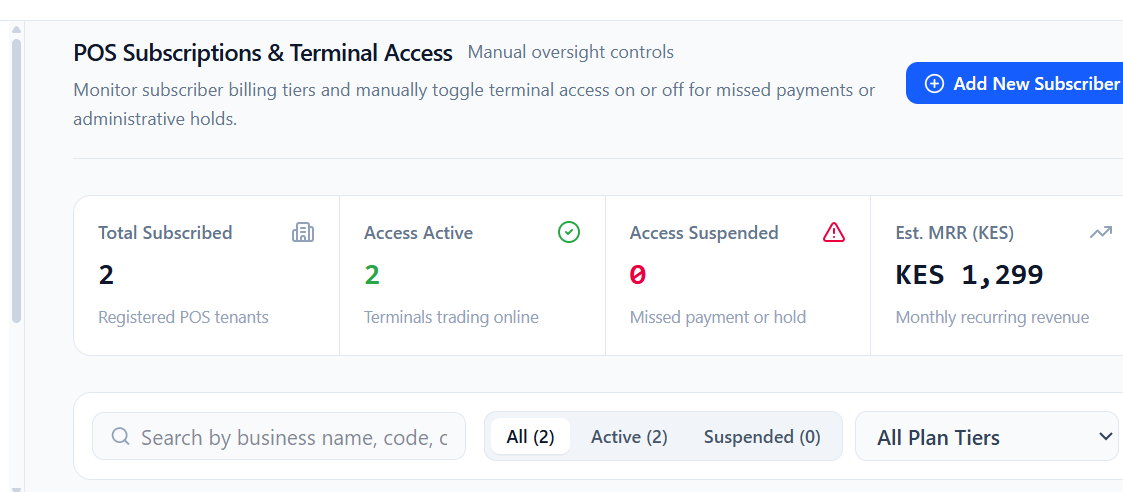 POS Subscriptions & Terminal Access Manual oversight controls
Monitor subscriber billing tiers and manually toggle terminal access on or off for missed payments or
administrative holds.
Add New Subscriber
Total Subscribed
2
Registered POS tenants
Access Active
2
Terminals trading online
Access Suspended
0
Missed payment or hold
Est. MRR (KES)
KES 1,299
Monthly recurring revenue
Search by business name, code, c
All (2) Active (2) Suspended (0) All Plan Tiers